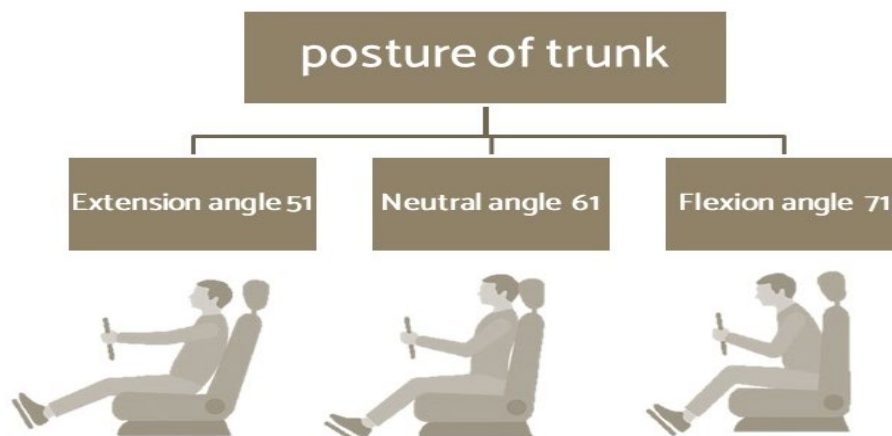 posture of trunk
Extension angle 51
Neutral angle 61
Flexion angle 71